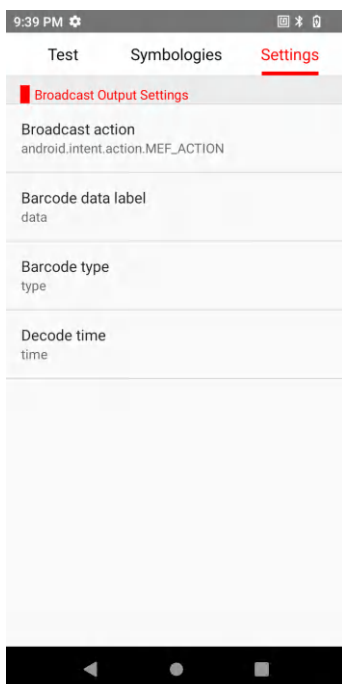 9:39 PM
Test Symbologies Settings
Broadcast Output Settings
Broadcast action
android.intent.action.MEF_ACTION
Barcode data label
data
Barcode type
type
Decode time
time